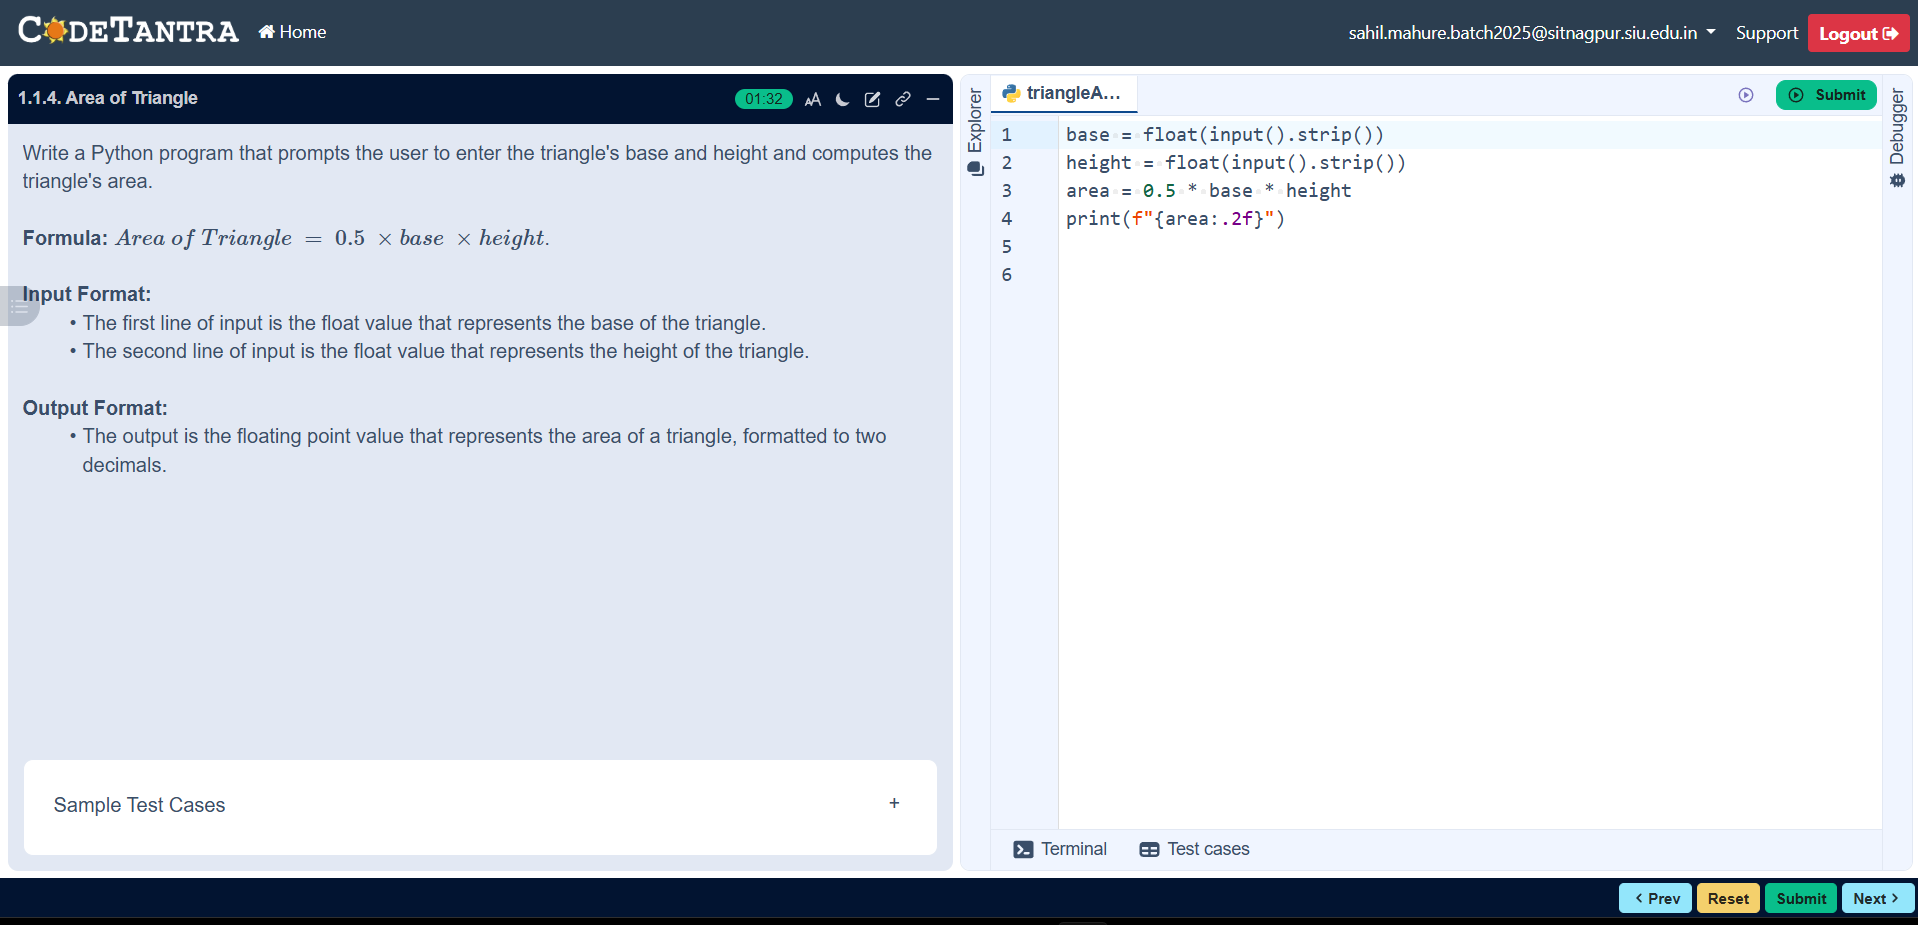 CODETANTRA Home sahil.mahure.batch2025@sitnagpur.siu.edu.in Support Logout
1.1.4. Area of Triangle 01:32 AA
Write a Python program that prompts the user to enter the triangle's base and height and computes the
triangle's area.
Formula: Area of Triangle = 0.5 × base × height.
Input Format:
• The first line of input is the float value that represents the base of the triangle.
• The second line of input is the float value that represents the height of the triangle.
Output Format:
• The output is the floating point value that represents the area of a triangle, formatted to two
decimals.
Sample Test Cases +
Explorer
triangleA...
Submit
Debugger
1 base = float(input().strip())
2 height = float(input().strip())
3 area = 0.5 * base * height
4 print(f"{area:.2f}")
5
6
Terminal Test cases
< Prev Reset Submit Next >